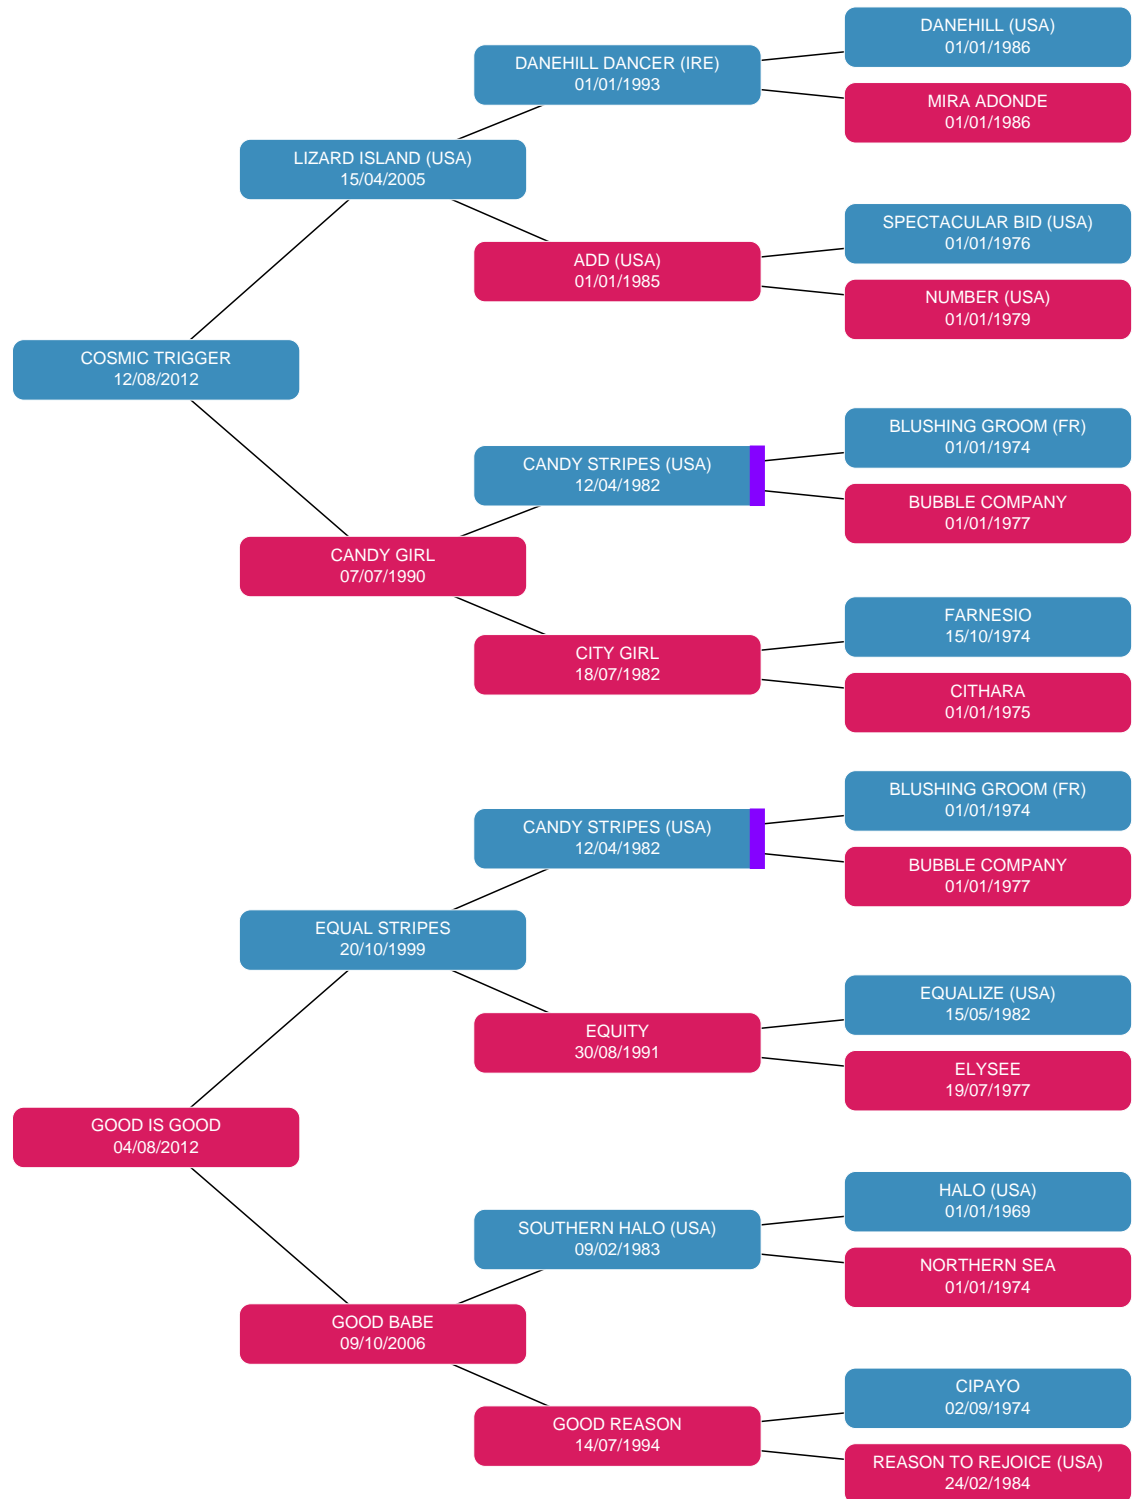 DANEHILL (USA)
01/01/1986
DANEHILL DANCER (IRE)
01/01/1993
MIRA ADONDE
01/01/1986
LIZARD ISLAND (USA)
15/04/2005
SPECTACULAR BID (USA)
01/01/1976
ADD (USA)
01/01/1985
NUMBER (USA)
01/01/1979
COSMIC TRIGGER
12/08/2012
BLUSHING GROOM (FR)
01/01/1974
CANDY STRIPES (USA)
12/04/1982
BUBBLE COMPANY
01/01/1977
CANDY GIRL
07/07/1990
FARNESIO
15/10/1974
CITY GIRL
18/07/1982
CITHARA
01/01/1975
BLUSHING GROOM (FR)
01/01/1974
CANDY STRIPES (USA)
12/04/1982
BUBBLE COMPANY
01/01/1977
EQUAL STRIPES
20/10/1999
EQUALIZE (USA)
15/05/1982
EQUITY
30/08/1991
ELYSEE
19/07/1977
GOOD IS GOOD
04/08/2012
HALO (USA)
01/01/1969
SOUTHERN HALO (USA)
09/02/1983
NORTHERN SEA
01/01/1974
GOOD BABE
09/10/2006
CIPAYO
02/09/1974
GOOD REASON
14/07/1994
REASON TO REJOICE (USA)
24/02/1984